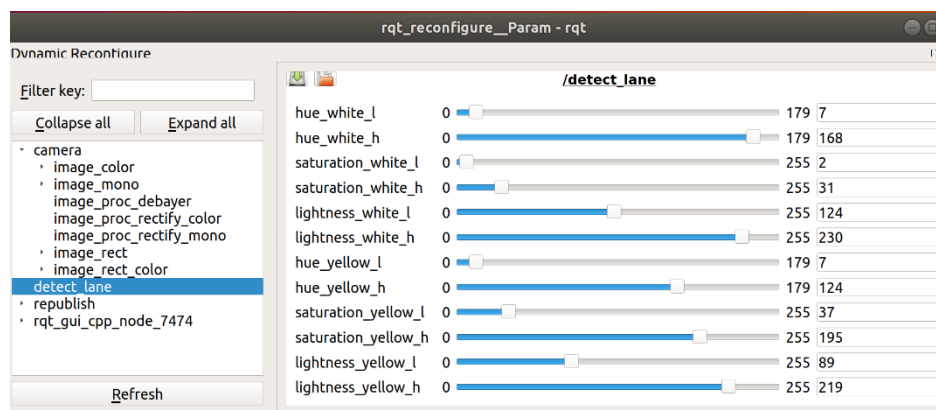 rqt_reconfigure__Param - rqt
Dynamic Reconfigure
Filter key:
Collapse all Expand all
camera
image_color
image_mono
image_proc_debayer
image_proc_rectify_color
image_proc_rectify_mono
image_rect
image_rect_color
detect_lane
republish
rqt_gui_cpp_node_7474
Refresh
/detect_lane
hue_white_l 0 179 7
hue_white_h 0 179 168
saturation_white_l 0 255 2
saturation_white_h 0 255 31
lightness_white_l 0 255 124
lightness_white_h 0 255 230
hue_yellow_l 0 179 7
hue_yellow_h 0 179 124
saturation_yellow_l 0 255 37
saturation_yellow_h 0 255 195
lightness_yellow_l 0 255 89
lightness_yellow_h 0 255 219